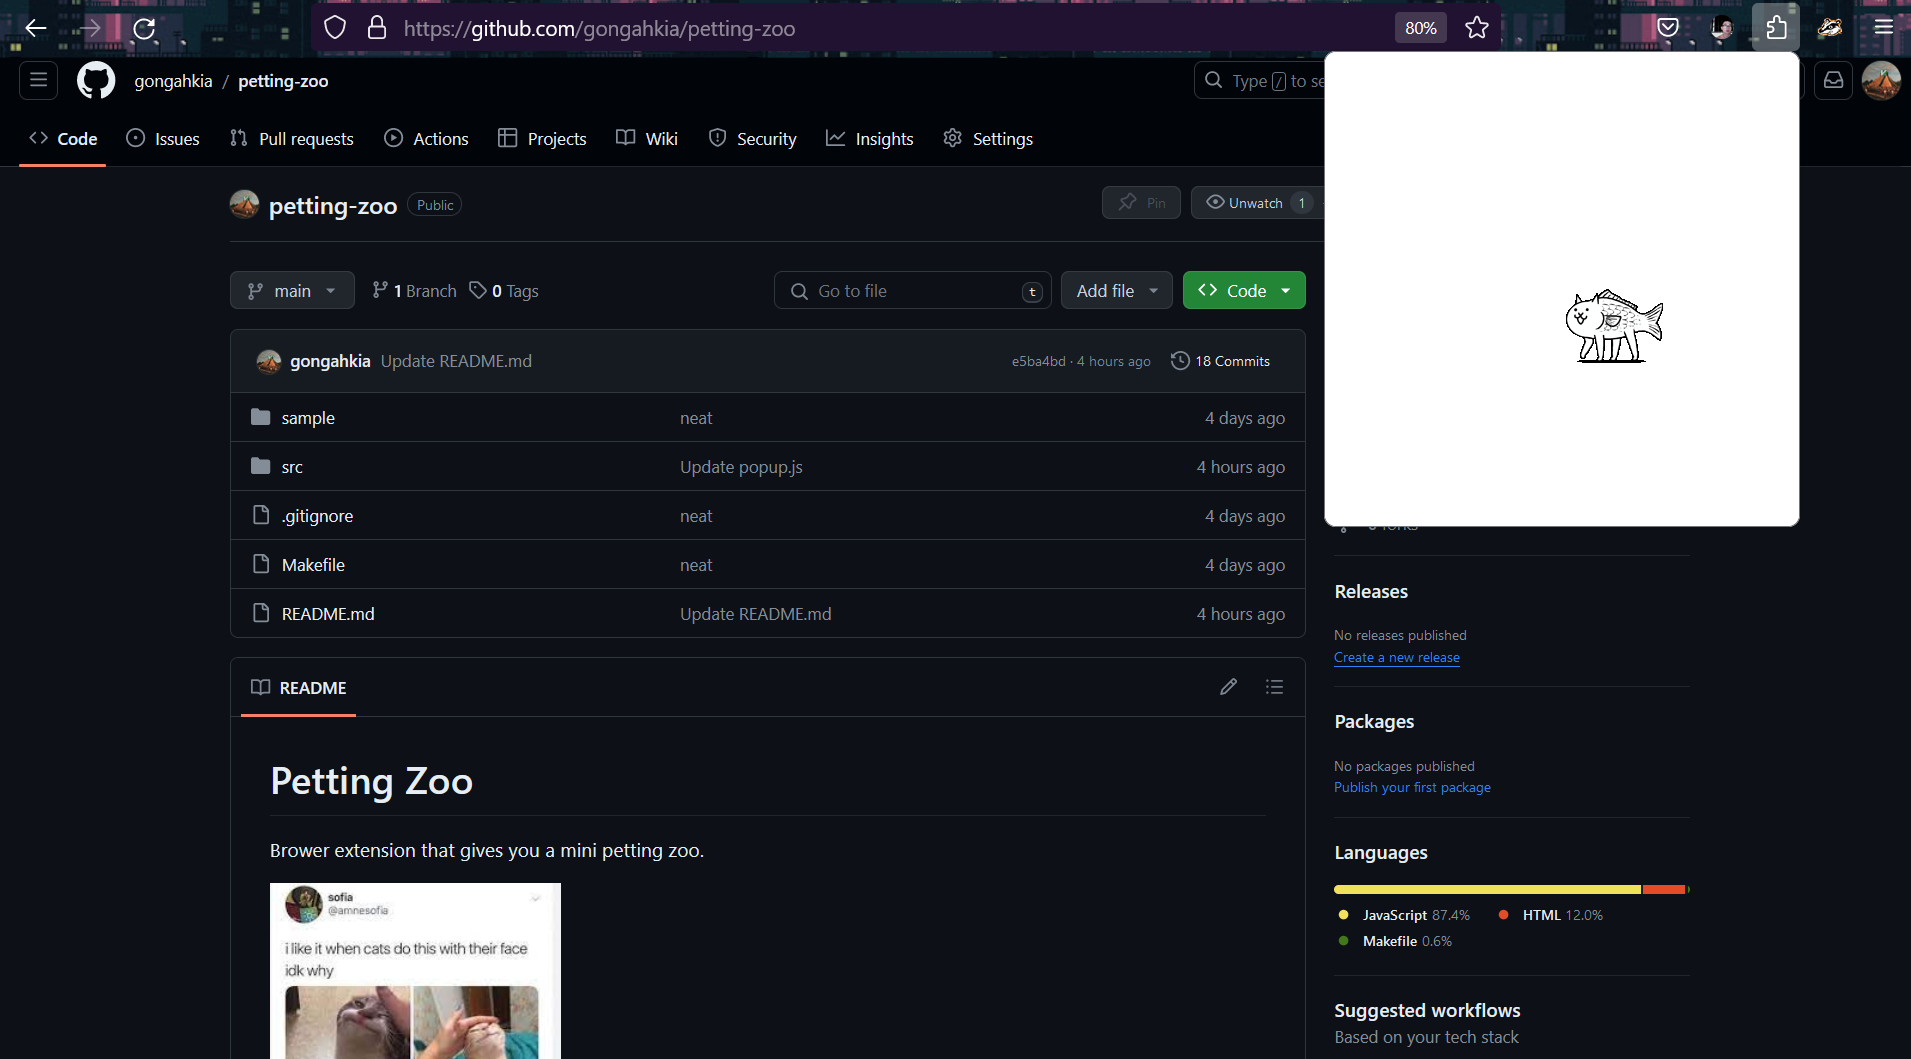 https://github.com/gongahkia/petting-zoo
80%
gongahkia / petting-zoo
Type / to se
Code
Issues
Pull requests
Actions
Projects
Wiki
Security
Insights
Settings
petting-zoo
Public
Pin
Unwatch 1
main
1 Branch
0 Tags
Go to file
t
Add file
Code
gongahkia Update README.md
e5ba4bd · 4 hours ago
18 Commits
sample neat 4 days ago
src Update popup.js 4 hours ago
.gitignore neat 4 days ago
Makefile neat 4 days ago
README.md Update README.md 4 hours ago
README
Petting Zoo
Brower extension that gives you a mini petting zoo.
sofia
@amnesofia
i like it when cats do this with their face
idk why
Releases
No releases published
Create a new release
Packages
No packages published
Publish your first package
Languages
JavaScript 87.4%
HTML 12.0%
Makefile 0.6%
Suggested workflows
Based on your tech stack